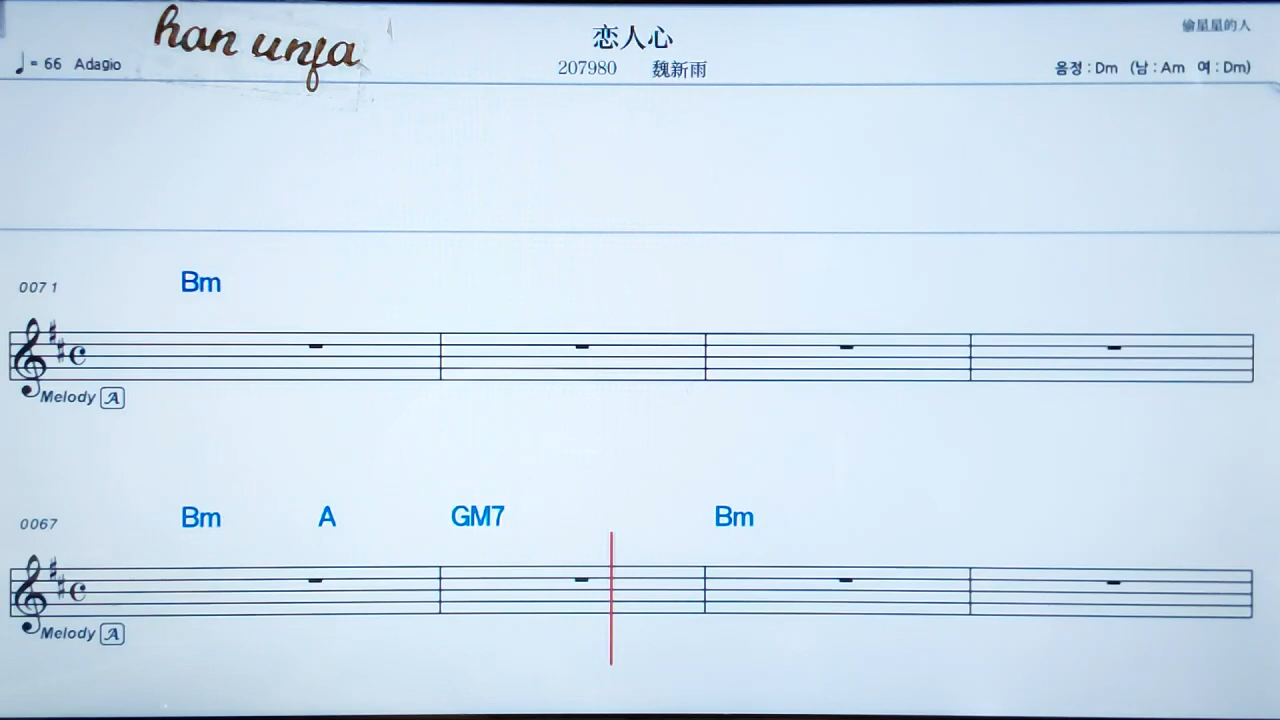 han unfa
恋人心
偷星星的人
♩= 66 Adagio
207980 魏新雨
음정 : Dm (남 : Am 여 : Dm)
0071
Bm
Melody A
0067
Bm A GM7 Bm
Melody A